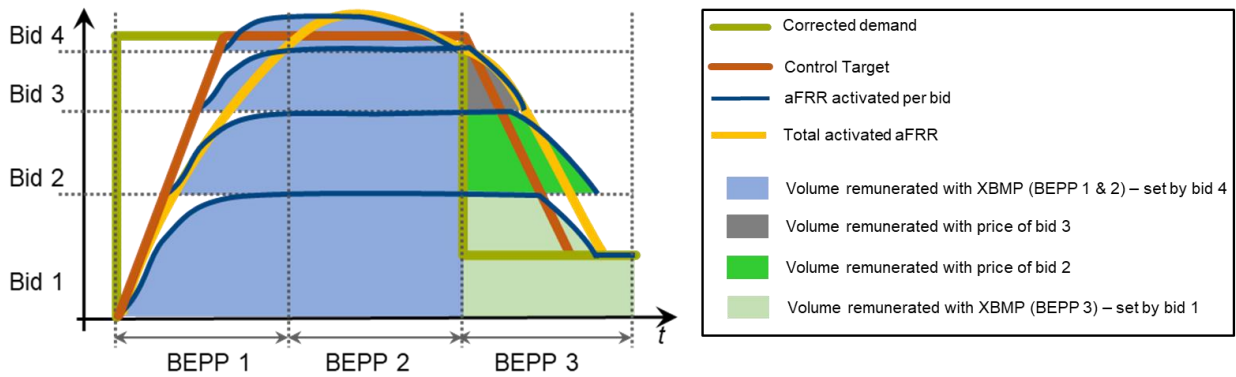 Bid 4
Bid 3
Bid 2
Bid 1
t
BEPP 1
BEPP 2
BEPP 3
Corrected demand
Control Target
aFRR activated per bid
Total activated aFRR
Volume remunerated with XBMP (BEPP 1 & 2) – set by bid 4
Volume remunerated with price of bid 3
Volume remunerated with price of bid 2
Volume remunerated with XBMP (BEPP 3) – set by bid 1